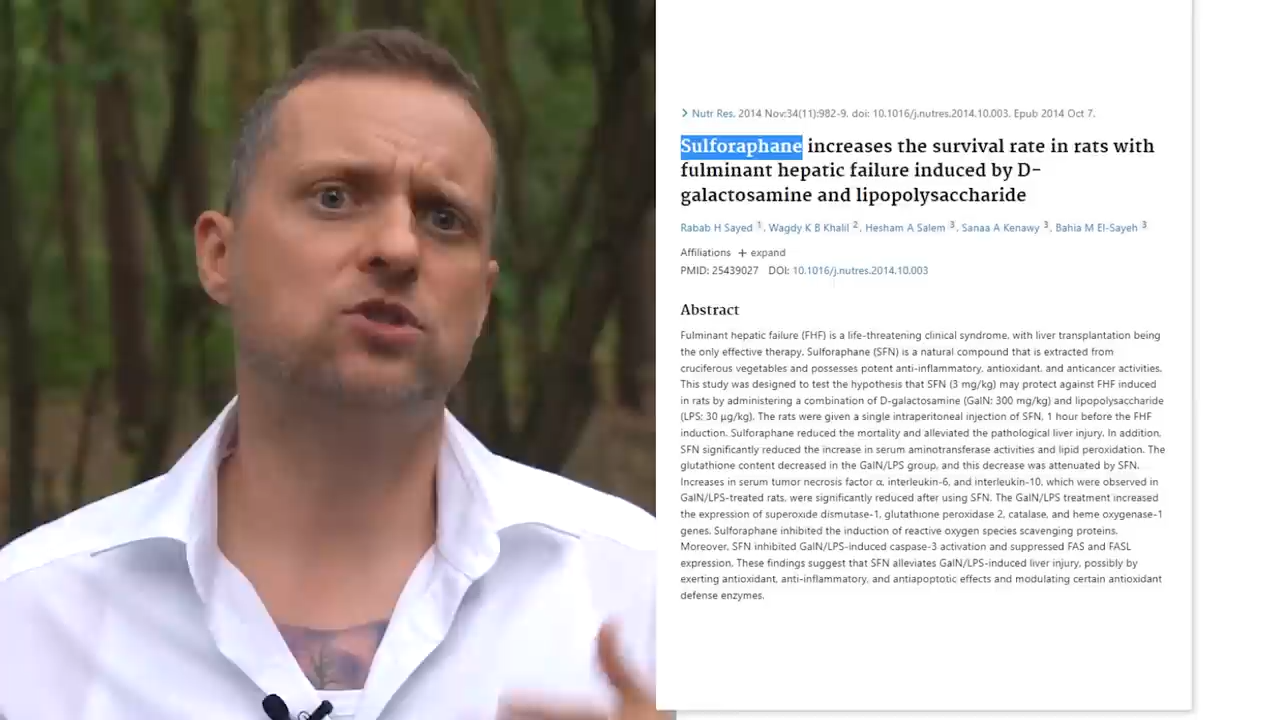 Nutr Res. 2014 Nov;34(11):982-9. doi: 10.1016/j.nutres.2014.10.003. Epub 2014 Oct 7.
Sulforaphane increases the survival rate in rats with
fulminant hepatic failure induced by D-
galactosamine and lipopolysaccharide
Rabab H Sayed 1, Wagdy K B Khalil 2, Hesham A Salem 3, Sanaa A Kenawy 3, Bahia M El-Sayeh 3
Affiliations + expand
PMID: 25439027 DOI: 10.1016/j.nutres.2014.10.003
Abstract
Fulminant hepatic failure (FHF) is a life-threatening clinical syndrome, with liver transplantation being
the only effective therapy. Sulforaphane (SFN) is a natural compound that is extracted from
cruciferous vegetables and possesses potent anti-inflammatory, antioxidant, and anticancer activities.
This study was designed to test the hypothesis that SFN (3 mg/kg) may protect against FHF induced
in rats by administering a combination of D-galactosamine (GalN; 300 mg/kg) and lipopolysaccharide
(LPS; 30 µg/kg). The rats were given a single intraperitoneal injection of SFN, 1 hour before the FHF
induction. Sulforaphane reduced the mortality and alleviated the pathological liver injury. In addition,
SFN significantly reduced the increase in serum aminotransferase activities and lipid peroxidation. The
glutathione content decreased in the GalN/LPS group, and this decrease was attenuated by SFN.
Increases in serum tumor necrosis factor α, interleukin-6, and interleukin-10, which were observed in
GalN/LPS-treated rats, were significantly reduced after using SFN. The GalN/LPS treatment increased
the expression of superoxide dismutase-1, glutathione peroxidase 2, catalase, and heme oxygenase-1
genes. Sulforaphane inhibited the induction of reactive oxygen species scavenging proteins.
Moreover, SFN inhibited GalN/LPS-induced caspase-3 activation and suppressed FAS and FASL
expression. These findings suggest that SFN alleviates GalN/LPS-induced liver injury, possibly by
exerting antioxidant, anti-inflammatory, and antiapoptotic effects and modulating certain antioxidant
defense enzymes.